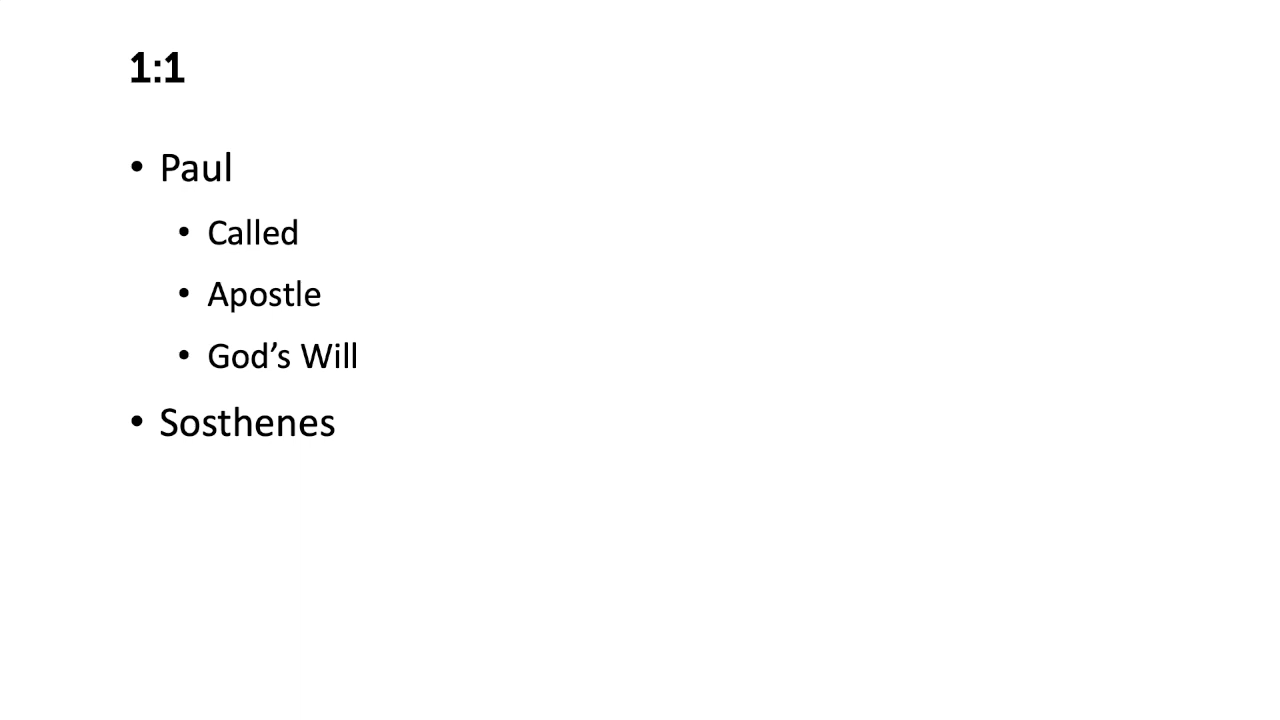 1:1
• Paul
• Called
• Apostle
• God’s Will
• Sosthenes